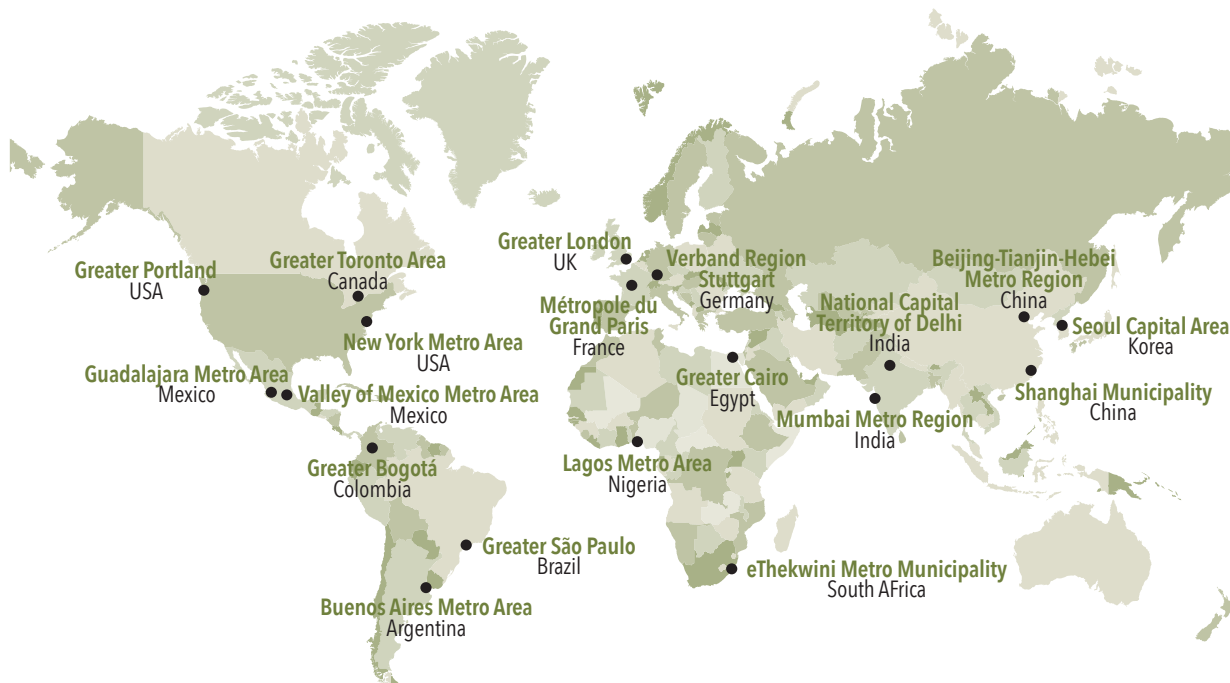 Greater Portland
USA
Greater Toronto Area
Canada
New York Metro Area
USA
Guadalajara Metro Area
Mexico
Valley of Mexico Metro Area
Mexico
Greater Bogotá
Colombia
Greater São Paulo
Brazil
Buenos Aires Metro Area
Argentina
Greater London
UK
Verband Region
Stuttgart
Germany
Métropole du
Grand Paris
France
Greater Cairo
Egypt
Lagos Metro Area
Nigeria
eThekwini Metro Municipality
South AFrica
National Capital
Territory of Delhi
India
Mumbai Metro Region
India
Beijing-Tianjin-Hebei
Metro Region
China
Seoul Capital Area
Korea
Shanghai Municipality
China